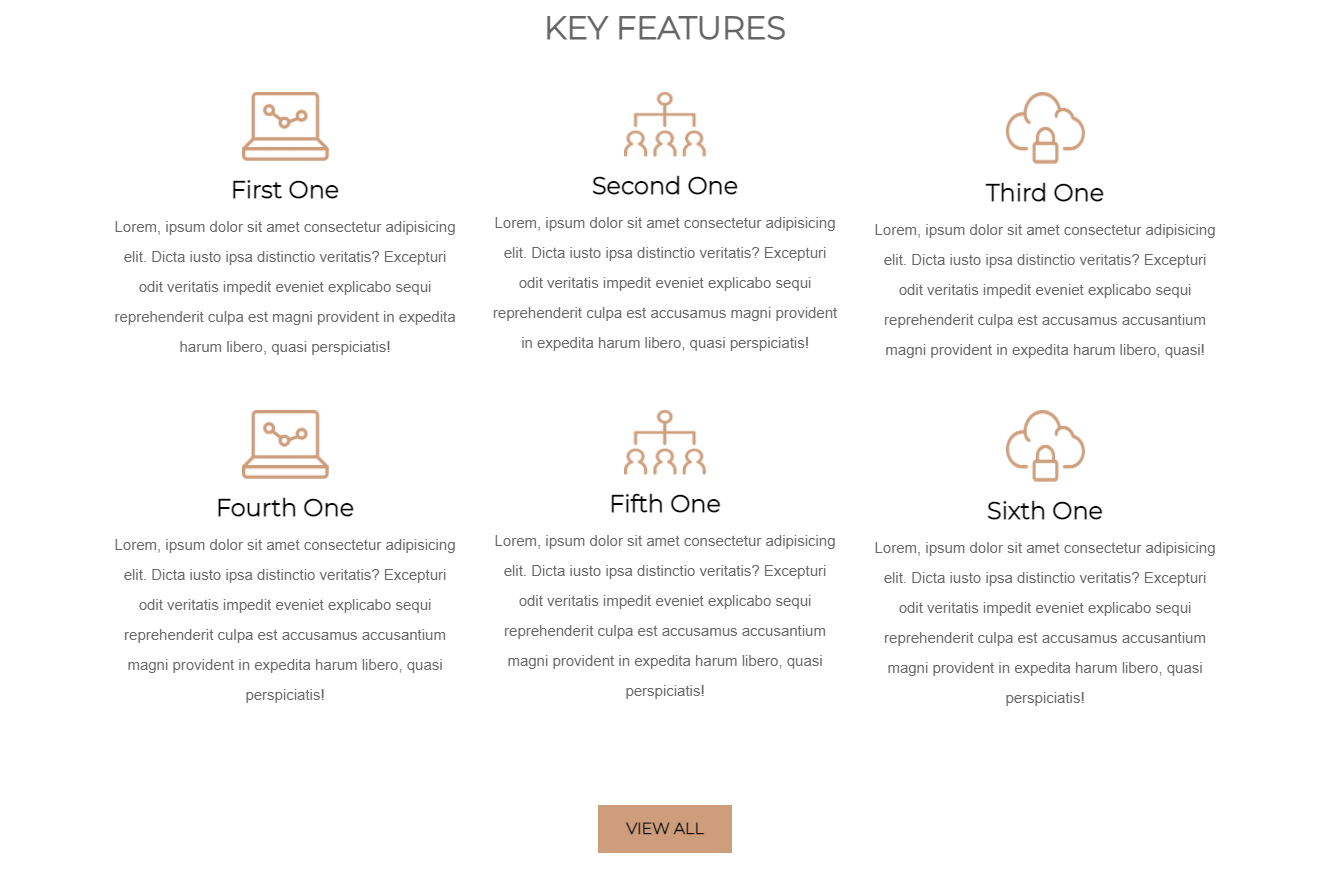 KEY FEATURES
First One
Lorem, ipsum dolor sit amet consectetur adipisicing
elit. Dicta iusto ipsa distinctio veritatis? Excepturi
odit veritatis impedit eveniet explicabo sequi
reprehenderit culpa est magni provident in expedita
harum libero, quasi perspiciatis!
Second One
Lorem, ipsum dolor sit amet consectetur adipisicing
elit. Dicta iusto ipsa distinctio veritatis? Excepturi
odit veritatis impedit eveniet explicabo sequi
reprehenderit culpa est accusamus magni provident
in expedita harum libero, quasi perspiciatis!
Third One
Lorem, ipsum dolor sit amet consectetur adipisicing
elit. Dicta iusto ipsa distinctio veritatis? Excepturi
odit veritatis impedit eveniet explicabo sequi
reprehenderit culpa est accusamus accusantium
magni provident in expedita harum libero, quasi!
Fourth One
Lorem, ipsum dolor sit amet consectetur adipisicing
elit. Dicta iusto ipsa distinctio veritatis? Excepturi
odit veritatis impedit eveniet explicabo sequi
reprehenderit culpa est accusamus accusantium
magni provident in expedita harum libero, quasi
perspiciatis!
Fifth One
Lorem, ipsum dolor sit amet consectetur adipisicing
elit. Dicta iusto ipsa distinctio veritatis? Excepturi
odit veritatis impedit eveniet explicabo sequi
reprehenderit culpa est accusamus accusantium
magni provident in expedita harum libero, quasi
perspiciatis!
Sixth One
Lorem, ipsum dolor sit amet consectetur adipisicing
elit. Dicta iusto ipsa distinctio veritatis? Excepturi
odit veritatis impedit eveniet explicabo sequi
reprehenderit culpa est accusamus accusantium
magni provident in expedita harum libero, quasi
perspiciatis!
VIEW ALL